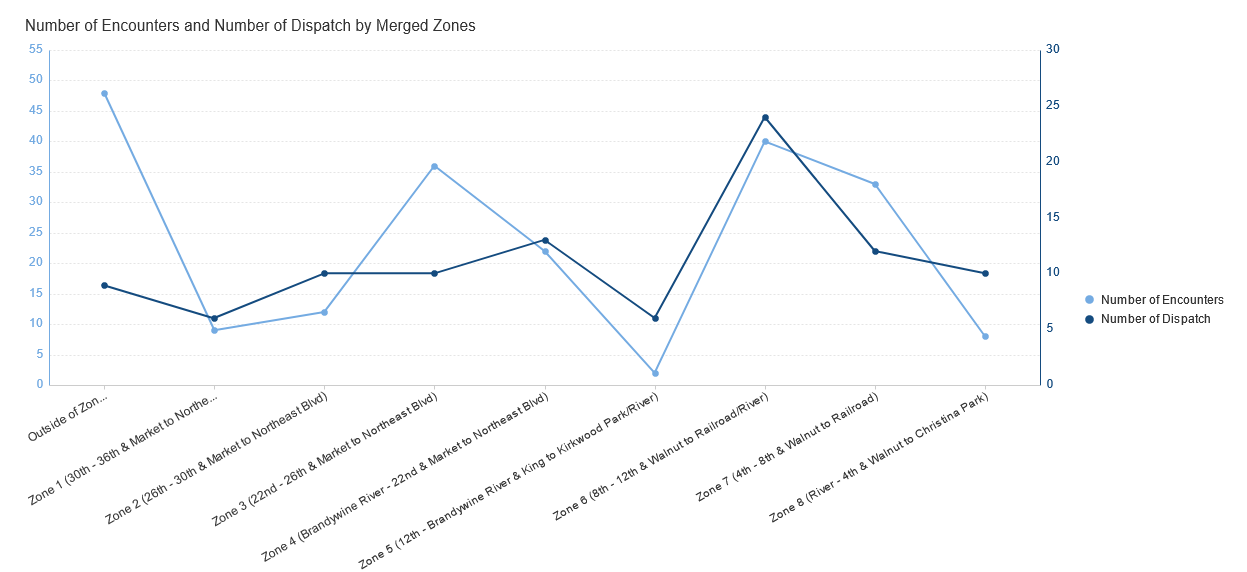 Number of Encounters and Number of Dispatch by Merged Zones
55
50
45
40
35
30
25
20
15
10
5
0
30
25
20
15
10
5
0
Outside of Zon...
Zone 1 (30th - 36th & Market to Northe...
Zone 2 (26th - 30th & Market to Northeast Blvd)
Zone 3 (22nd - 26th & Market to Northeast Blvd)
Zone 4 (Brandywine River - 22nd & Market to Northeast Blvd)
Zone 5 (12th - Brandywine River & King to Kirkwood Park/River)
Zone 6 (8th - 12th & Walnut to Railroad/River)
Zone 7 (4th - 8th & Walnut to Railroad)
Zone 8 (River - 4th & Walnut to Christina Park)
Number of Encounters
Number of Dispatch